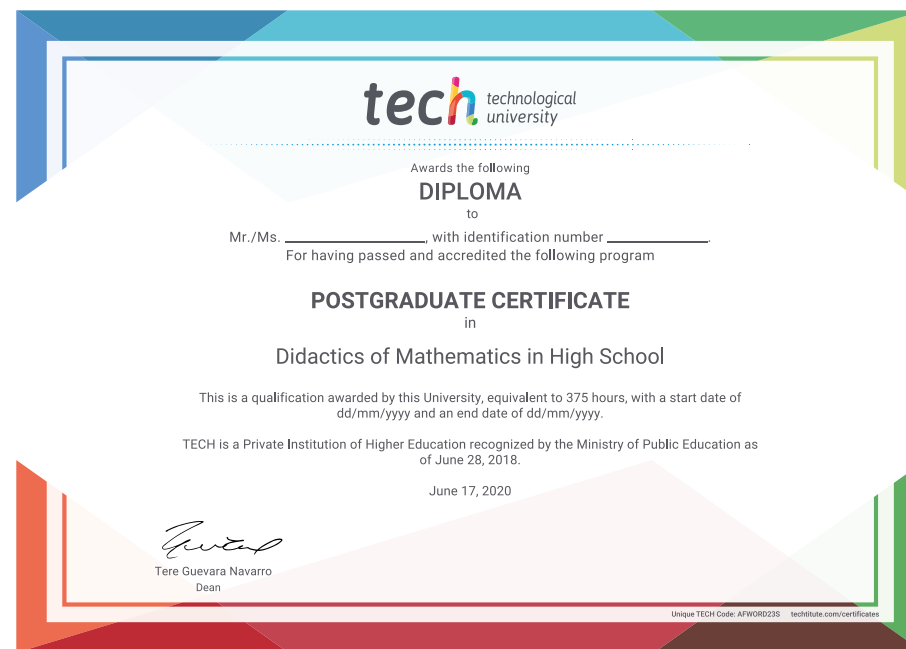 tech technological
university
Awards the following
DIPLOMA
to
Mr./Ms. ____________________, with identification number ______________.
For having passed and accredited the following program
POSTGRADUATE CERTIFICATE
in
Didactics of Mathematics in High School
This is a qualification awarded by this University, equivalent to 375 hours, with a start date of
dd/mm/yyyy and an end date of dd/mm/yyyy.
TECH is a Private Institution of Higher Education recognized by the Ministry of Public Education as
of June 28, 2018.
June 17, 2020
Tere Guevara Navarro
Dean
Unique TECH Code: AFWORD23S techtitute.com/certificates